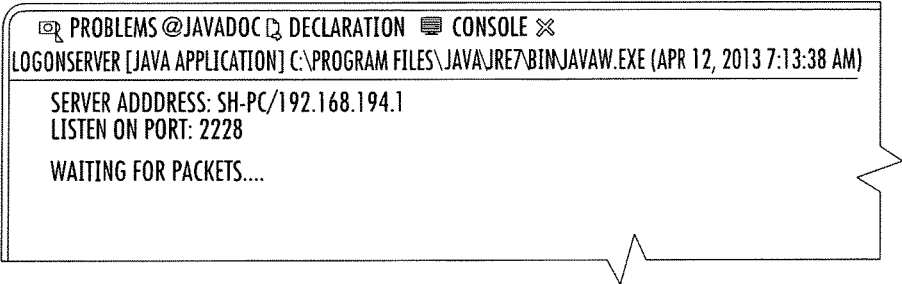 PROBLEMS @JAVADOC DECLARATION CONSOLE
LOGONSERVER [JAVA APPLICATION] C:\PROGRAM FILES\JAVA\JRE7\BIN\JAVAW.EXE (APR 12, 2013 7:13:38 AM)
SERVER ADDDRESS: SH-PC/192.168.194.1
LISTEN ON PORT: 2228
WAITING FOR PACKETS....